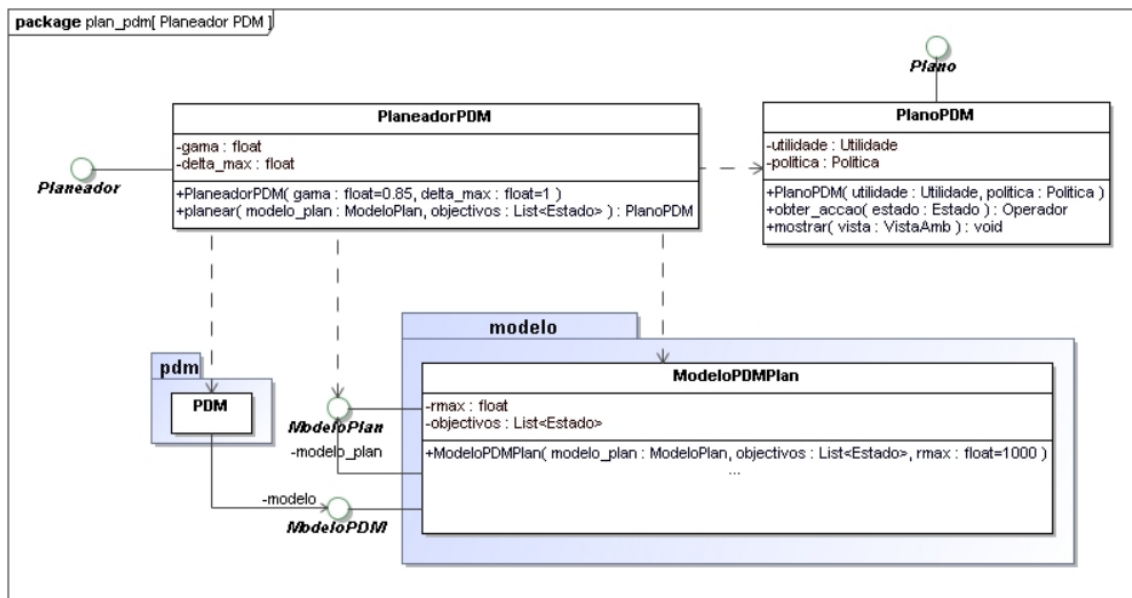 package plan_pdm[ Planeador PDM ]
Plano
PlaneadorPDM
-gama : float
-delta_max : float
+PlaneadorPDM( gama : float=0.85, delta_max : float=1 )
+planear( modelo_plan : ModeloPlan, objectivos : List<Estado> ) : PlanoPDM
Planeador
PlanoPDM
-utilidade : Utilidade
-politica : Politica
+PlanoPDM( utilidade : Utilidade, politica : Politica )
+obter_accao( estado : Estado ) : Operador
+mostrar( vista : VistaAmb ) : void
modelo
pdm
PDM
ModeloPDMPlan
-rmax : float
-objectivos : List<Estado>
+ModeloPDMPlan( modelo_plan : ModeloPlan, objectivos : List<Estado>, rmax : float=1000 )
...
ModeloPlan
-modelo_plan
-modelo
ModeloPDM